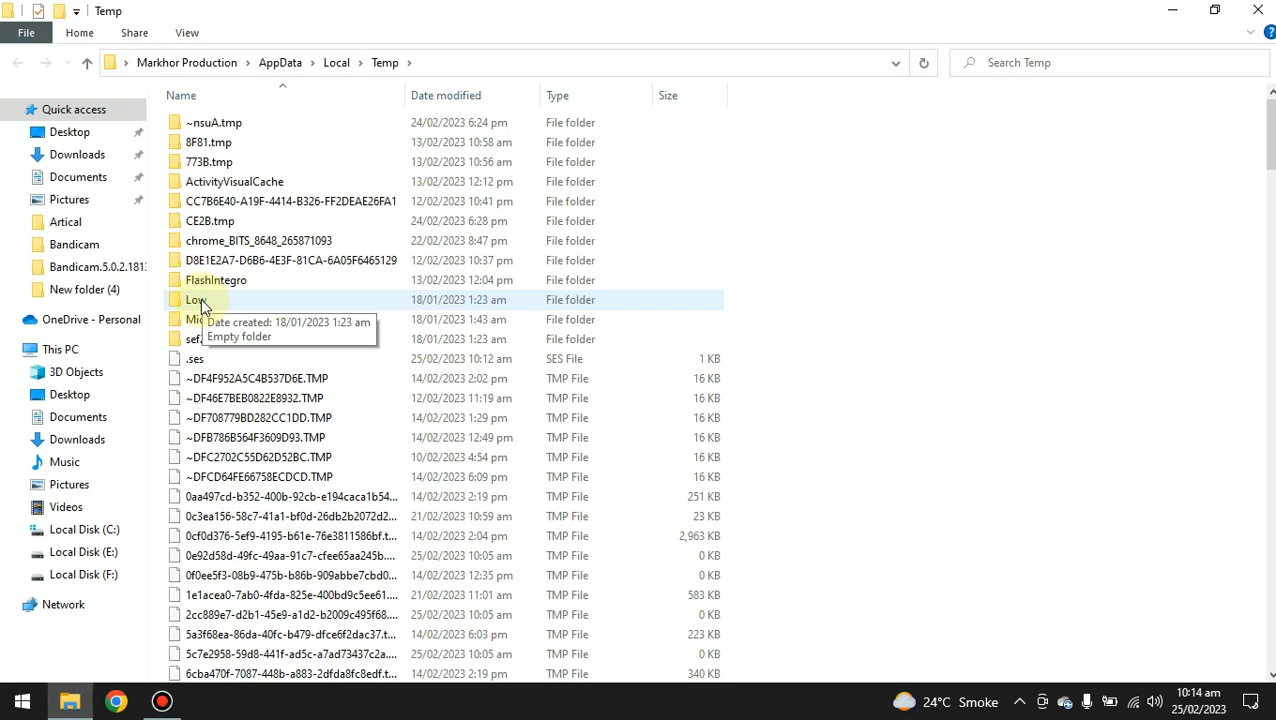 Temp
File Home Share View
Markhor Production AppData Local Temp
Search Temp
Name Date modified Type Size
Quick access
Desktop
Downloads
Documents
Pictures
Artical
Bandicam
Bandicam.5.0.2.181
New folder (4)
OneDrive - Personal
This PC
3D Objects
Desktop
Documents
Downloads
Music
Pictures
Videos
Local Disk (C:)
Local Disk (E:)
Local Disk (F:)
Network
~nsuA.tmp 24/02/2023 6:24 pm File folder
8F81.tmp 13/02/2023 10:58 am File folder
773B.tmp 13/02/2023 10:56 am File folder
ActivityVisualCache 13/02/2023 12:12 pm File folder
CC7B6E40-A19F-4414-B326-FF2DEAE26FA1 12/02/2023 10:41 pm File folder
CE2B.tmp 24/02/2023 6:28 pm File folder
chrome_BITS_8648_265871093 22/02/2023 8:47 pm File folder
D8E1E2A7-D6B6-4E3F-81CA-6A05F6465129 12/02/2023 10:37 pm File folder
FlashIntegro 13/02/2023 12:04 pm File folder
Low 18/01/2023 1:23 am File folder
Mic 18/01/2023 1:43 am File folder
Date created: 18/01/2023 1:23 am
Empty folder
sef. 18/01/2023 1:23 am File folder
.ses 25/02/2023 10:12 am SES File 1 KB
~DF4F952A5C4B537D6E.TMP 14/02/2023 2:02 pm TMP File 16 KB
~DF46E7BEB0822E8932.TMP 12/02/2023 11:19 am TMP File 16 KB
~DF708779BD282CC1DD.TMP 14/02/2023 1:29 pm TMP File 16 KB
~DFB786B564F3609D93.TMP 14/02/2023 12:49 pm TMP File 16 KB
~DFC2702C55D62D52BC.TMP 10/02/2023 4:54 pm TMP File 16 KB
~DFCD64FE66758ECDCD.TMP 14/02/2023 6:09 pm TMP File 16 KB
0aa497cd-b352-400b-92cb-e194caca1b54... 14/02/2023 2:19 pm TMP File 251 KB
0c3ea156-58c7-41a1-bf0d-26db2b2072d2... 21/02/2023 10:59 am TMP File 23 KB
0cf0d376-5ef9-4195-b61e-76e3811586bf.t... 14/02/2023 2:04 pm TMP File 2,963 KB
0e92d58d-49fc-49aa-91c7-cfee65aa245b.... 25/02/2023 10:05 am TMP File 0 KB
0f0ee5f3-08b9-475b-b86b-909abbe7cbd0... 14/02/2023 12:35 pm TMP File 0 KB
1e1acea0-7ab0-4fda-825e-400bd9c5ee61.... 21/02/2023 11:01 am TMP File 583 KB
2cc889e7-d2b1-45e9-a1d2-b2009c495f68.... 25/02/2023 10:05 am TMP File 0 KB
5a3f68ea-86da-40fc-b479-dfce6f2dac37.t... 14/02/2023 6:03 pm TMP File 223 KB
5c7e2958-59d8-441f-ad5c-a7ad73437c2a.... 25/02/2023 10:05 am TMP File 0 KB
6cba470f-7087-448b-a883-2dfda8fc8edf.t... 14/02/2023 2:19 pm TMP File 340 KB
24°C Smoke
10:14 am
25/02/2023